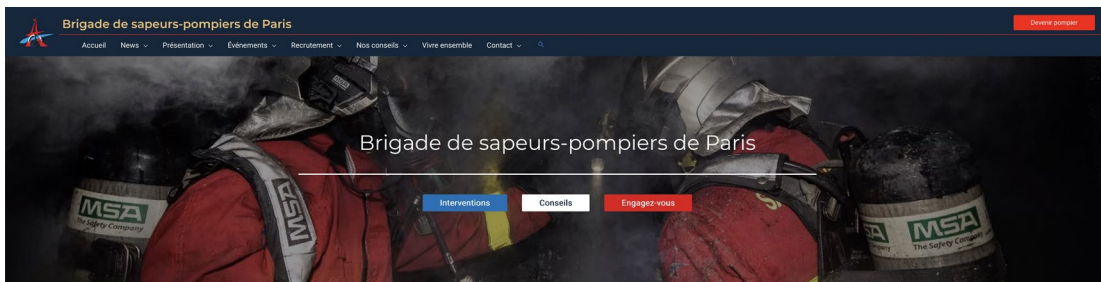 Brigade de sapeurs-pompiers de Paris
Devenir pompier
Accueil News Présentation Événements Recrutement Nos conseils Vivre ensemble Contact
Brigade de sapeurs-pompiers de Paris
Interventions Conseils Engagez-vous
MSA
The Safety Company
MSA
MSA
The Safety Company